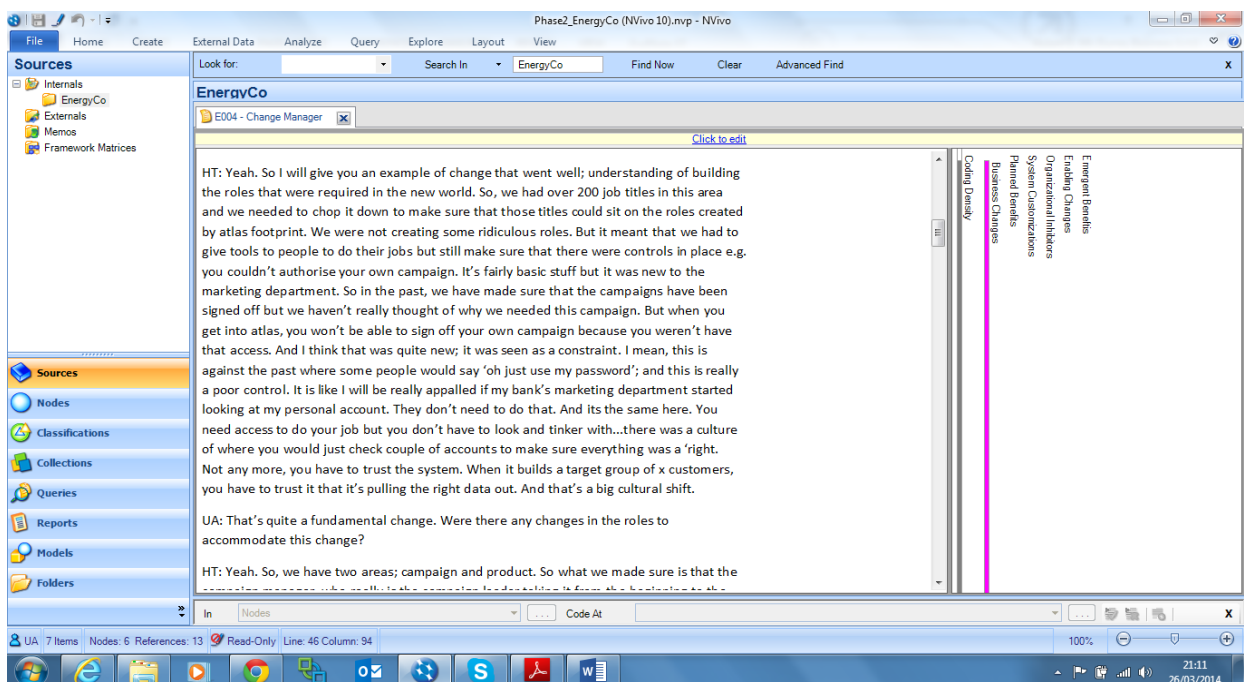 Phase2_EnergyCo (NVivo 10).nvp - NVivo
File Home Create External Data Analyze Query Explore Layout View
Sources
Look for: Search In EnergyCo Find Now Clear Advanced Find x
Internals
EnergyCo
Externals
Memos
Framework Matrices
EnergyCo
E004 - Change Manager
Click to edit
HT: Yeah. So I will give you an example of change that went well; understanding of building
the roles that were required in the new world. So, we had over 200 job titles in this area
and we needed to chop it down to make sure that those titles could sit on the roles created
by atlas footprint. We were not creating some ridiculous roles. But it meant that we had to
give tools to people to do their jobs but still make sure that there were controls in place e.g.
you couldn't authorise your own campaign. It's fairly basic stuff but it was new to the
marketing department. So in the past, we have made sure that the campaigns have been
signed off but we haven't really thought of why we needed this campaign. But when you
get into atlas, you won't be able to sign off your own campaign because you weren't have
that access. And I think that was quite new; it was seen as a constraint. I mean, this is
against the past where some people would say 'oh just use my password'; and this is really
a poor control. It is like I will be really appalled if my bank's marketing department started
looking at my personal account. They don't need to do that. And its the same here. You
need access to do your job but you don't have to look and tinker with...there was a culture
of where you would just check couple of accounts to make sure everything was a 'right.
Not any more, you have to trust the system. When it builds a target group of x customers,
you have to trust it that it's pulling the right data out. And that's a big cultural shift.
UA: That's quite a fundamental change. Were there any changes in the roles to
accommodate this change?
HT: Yeah. So, we have two areas; campaign and product. So what we made sure is that the
Coding Density
Business Changes
Planned Benefits
System Customizations
Organizational Inhibitors
Enabling Changes
Emergent Benefits
Sources
Nodes
Classifications
Collections
Queries
Reports
Models
Folders
In Nodes ... Code At ... x
UA 7 Items Nodes: 6 References: 13 Read-Only Line: 46 Column: 94 100%
21:11
26/03/2014